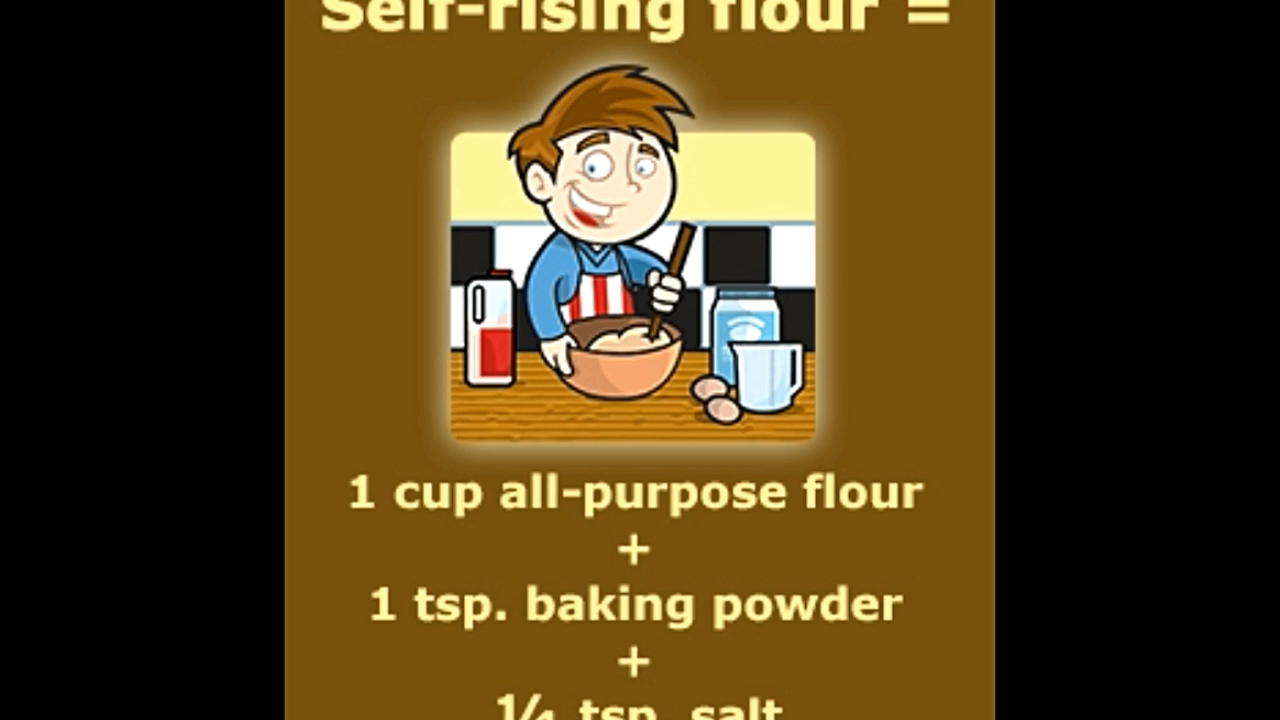 Self-rising flour =
1 cup all-purpose flour
+
1 tsp. baking powder
+
¼ tsp. salt